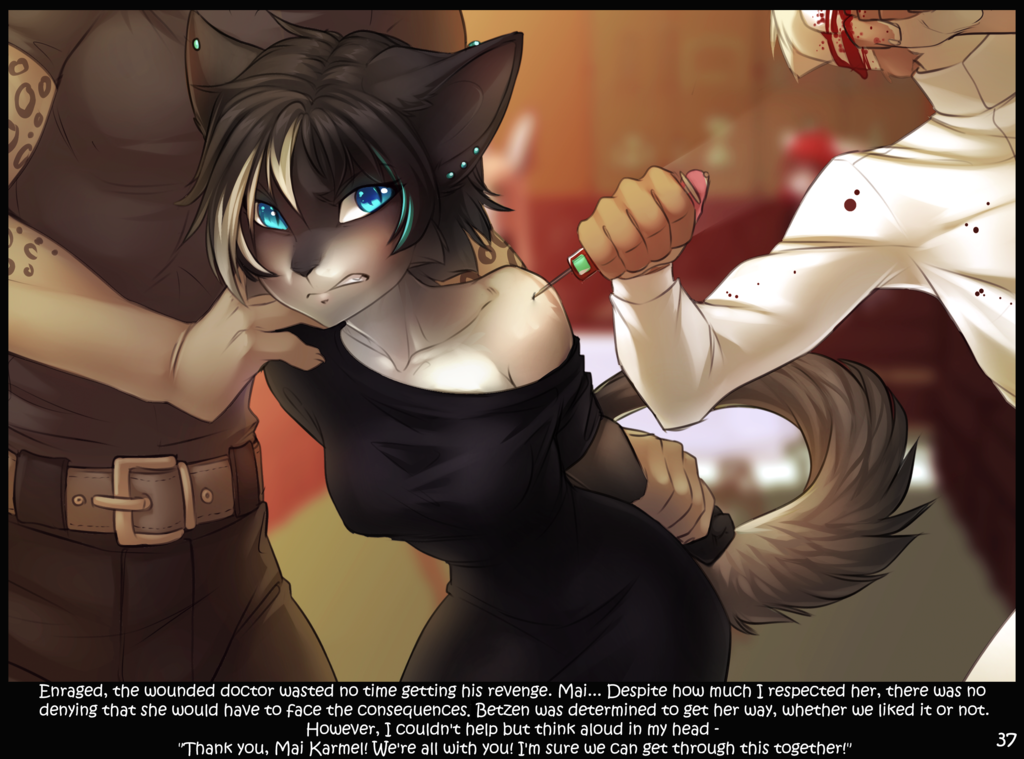 Enraged, the wounded doctor wasted no time getting his revenge. Mai... Despite how much I respected her, there was no
denying that she would have to face the consequences. Betzen was determined to get her way, whether we liked it or not.
However, I couldn't help but think aloud in my head -
"Thank you, Mai Karmel! We're all with you! I'm sure we can get through this together!"
37